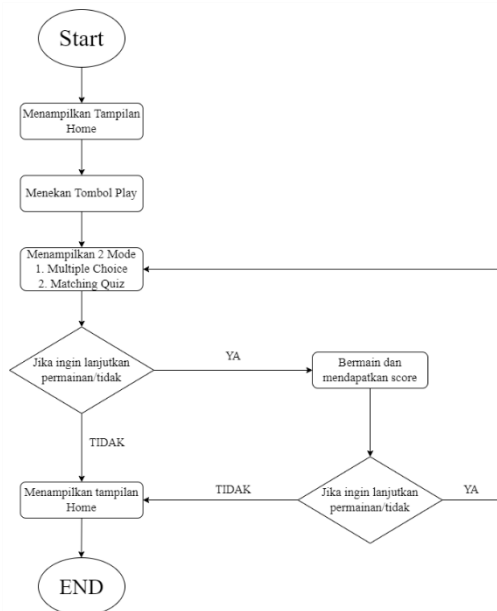 Start
Menampilkan Tampilan
Home
Menekan Tombol Play
Menampilkan 2 Mode
1. Multiple Choice
2. Matching Quiz
Jika ingin lanjutkan
permainan/tidak
YA
Bermain dan
mendapatkan score
TIDAK
Menampilkan tampilan
Home
TIDAK
Jika ingin lanjutkan
permainan/tidak
YA
END